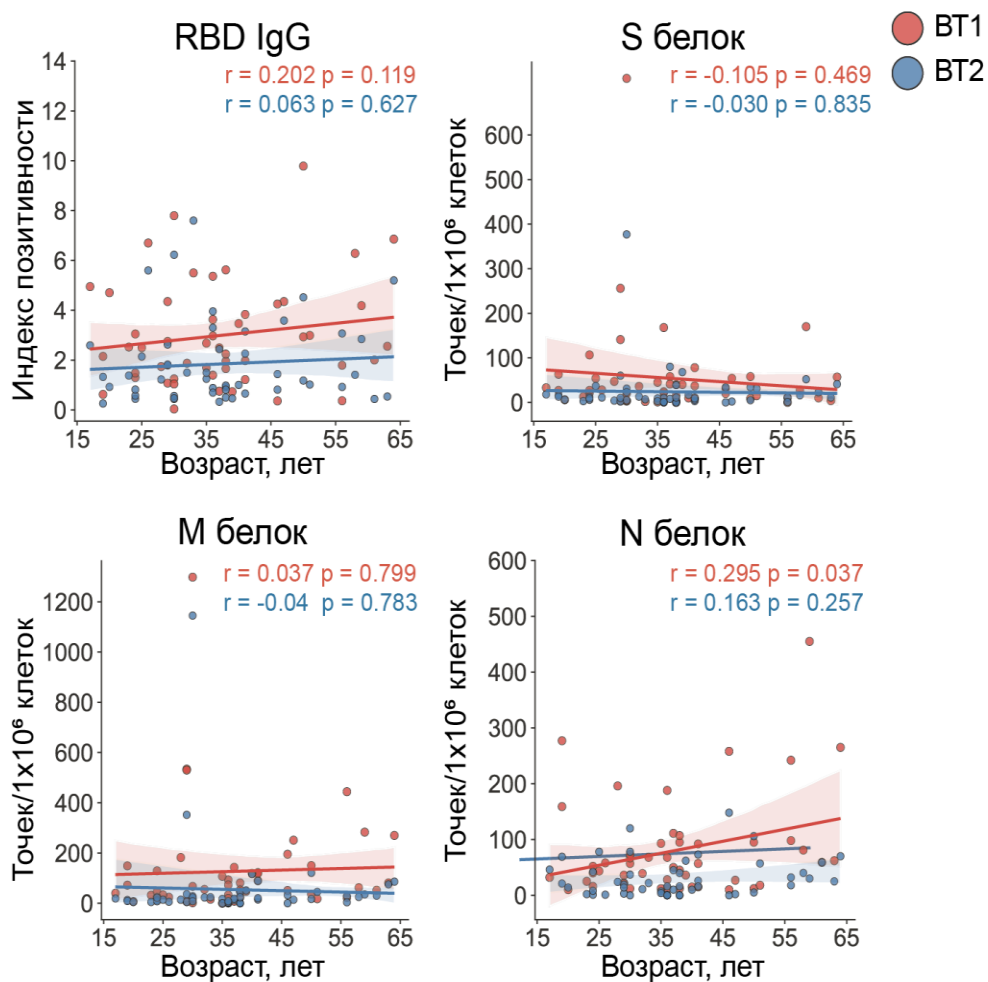 RBD IgG
r = 0.202 p = 0.119
r = 0.063 p = 0.627
Индекс позитивности
14
12
10
8
6
4
2
0
15 25 35 45 55 65
Возраст, лет
S белок
r = -0.105 p = 0.469
r = -0.030 p = 0.835
Точек/1x10⁶ клеток
600
500
400
300
200
100
0
15 25 35 45 55 65
Возраст, лет
BT1
BT2
M белок
r = 0.037 p = 0.799
r = -0.04 p = 0.783
Точек/1x10⁶ клеток
1200
1000
800
600
400
200
0
15 25 35 45 55 65
Возраст, лет
N белок
r = 0.295 p = 0.037
r = 0.163 p = 0.257
Точек/1x10⁶ клеток
600
500
400
300
200
100
0
15 25 35 45 55 65
Возраст, лет